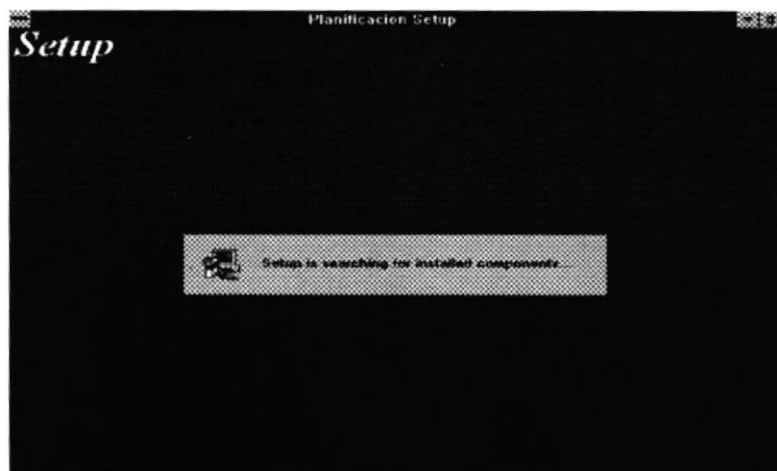 Planificacion Setup
Setup
Setup is searching for installed components...